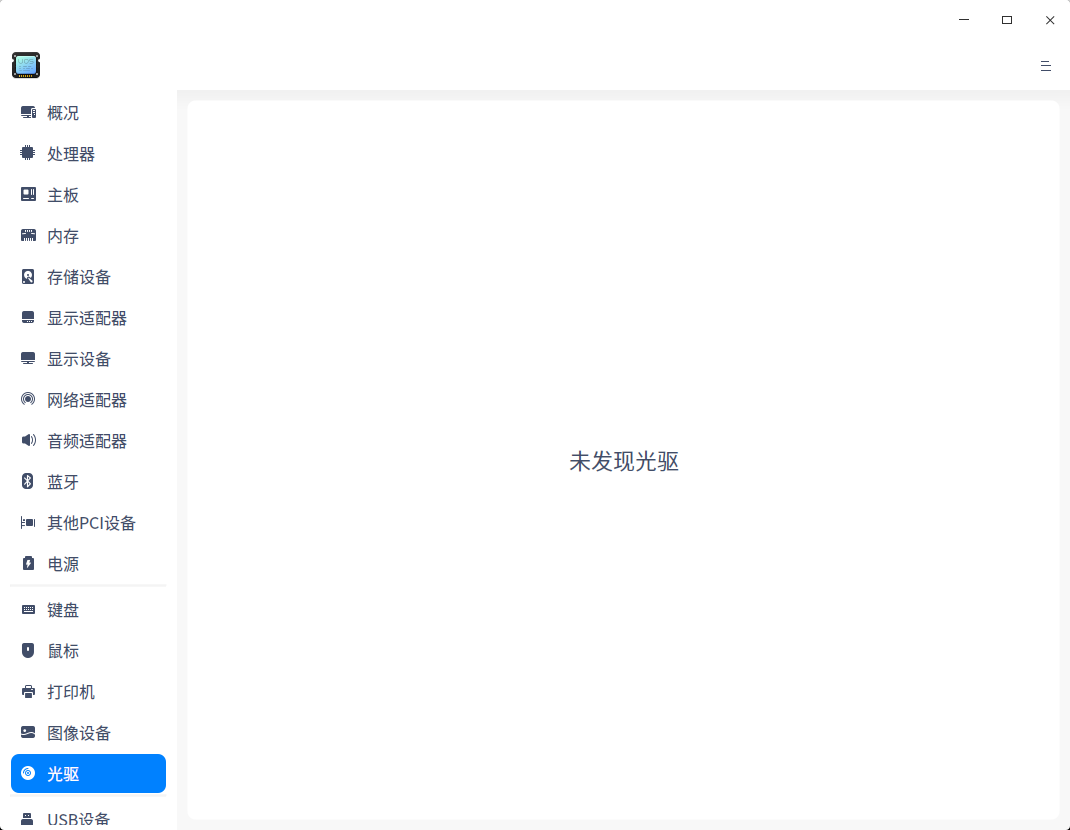 UOS
概况
处理器
主板
内存
存储设备
显示适配器
显示设备
网络适配器
音频适配器
蓝牙
其他PCI设备
电源
键盘
鼠标
打印机
图像设备
光驱
USB设备
未发现光驱